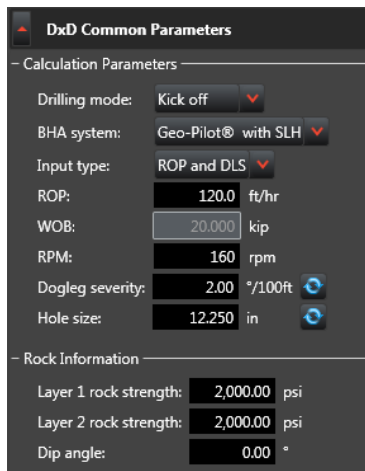 DxD Common Parameters
Calculation Parameters
Drilling mode: Kick off
BHA system: Geo-Pilot® with SLH
Input type: ROP and DLS
ROP: 120.0 ft/hr
WOB: 20.000 kip
RPM: 160 rpm
Dogleg severity: 2.00 °/100ft
Hole size: 12.250 in
Rock Information
Layer 1 rock strength: 2,000.00 psi
Layer 2 rock strength: 2,000.00 psi
Dip angle: 0.00 °